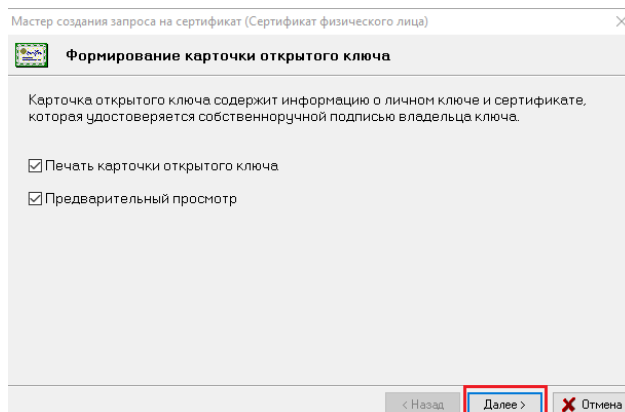 Мастер создания запроса на сертификат (Сертификат физического лица)
Формирование карточки открытого ключа
Карточка открытого ключа содержит информацию о личном ключе и сертификате,
которая удостоверяется собственноручной подписью владельца ключа.
Печать карточки открытого ключа
Предварительный просмотр
< Назад Далее > Отмена